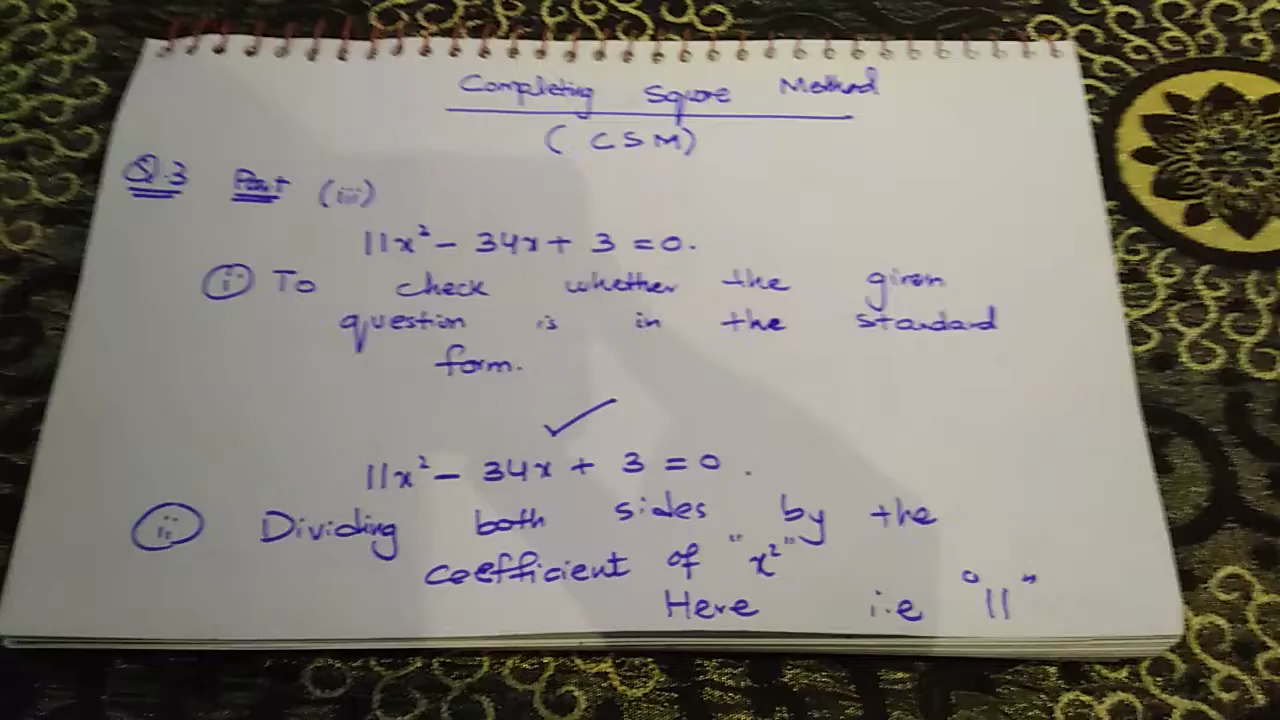 Completing Square Method
(CSM)
Q.3 Part (iii)
11x² - 34x + 3 = 0.
(i) To check whether the given
question is in the standard
form.
✓
11x² - 34x + 3 = 0.
(ii) Dividing both sides by the
coefficient of "x²"
Here i.e "11"